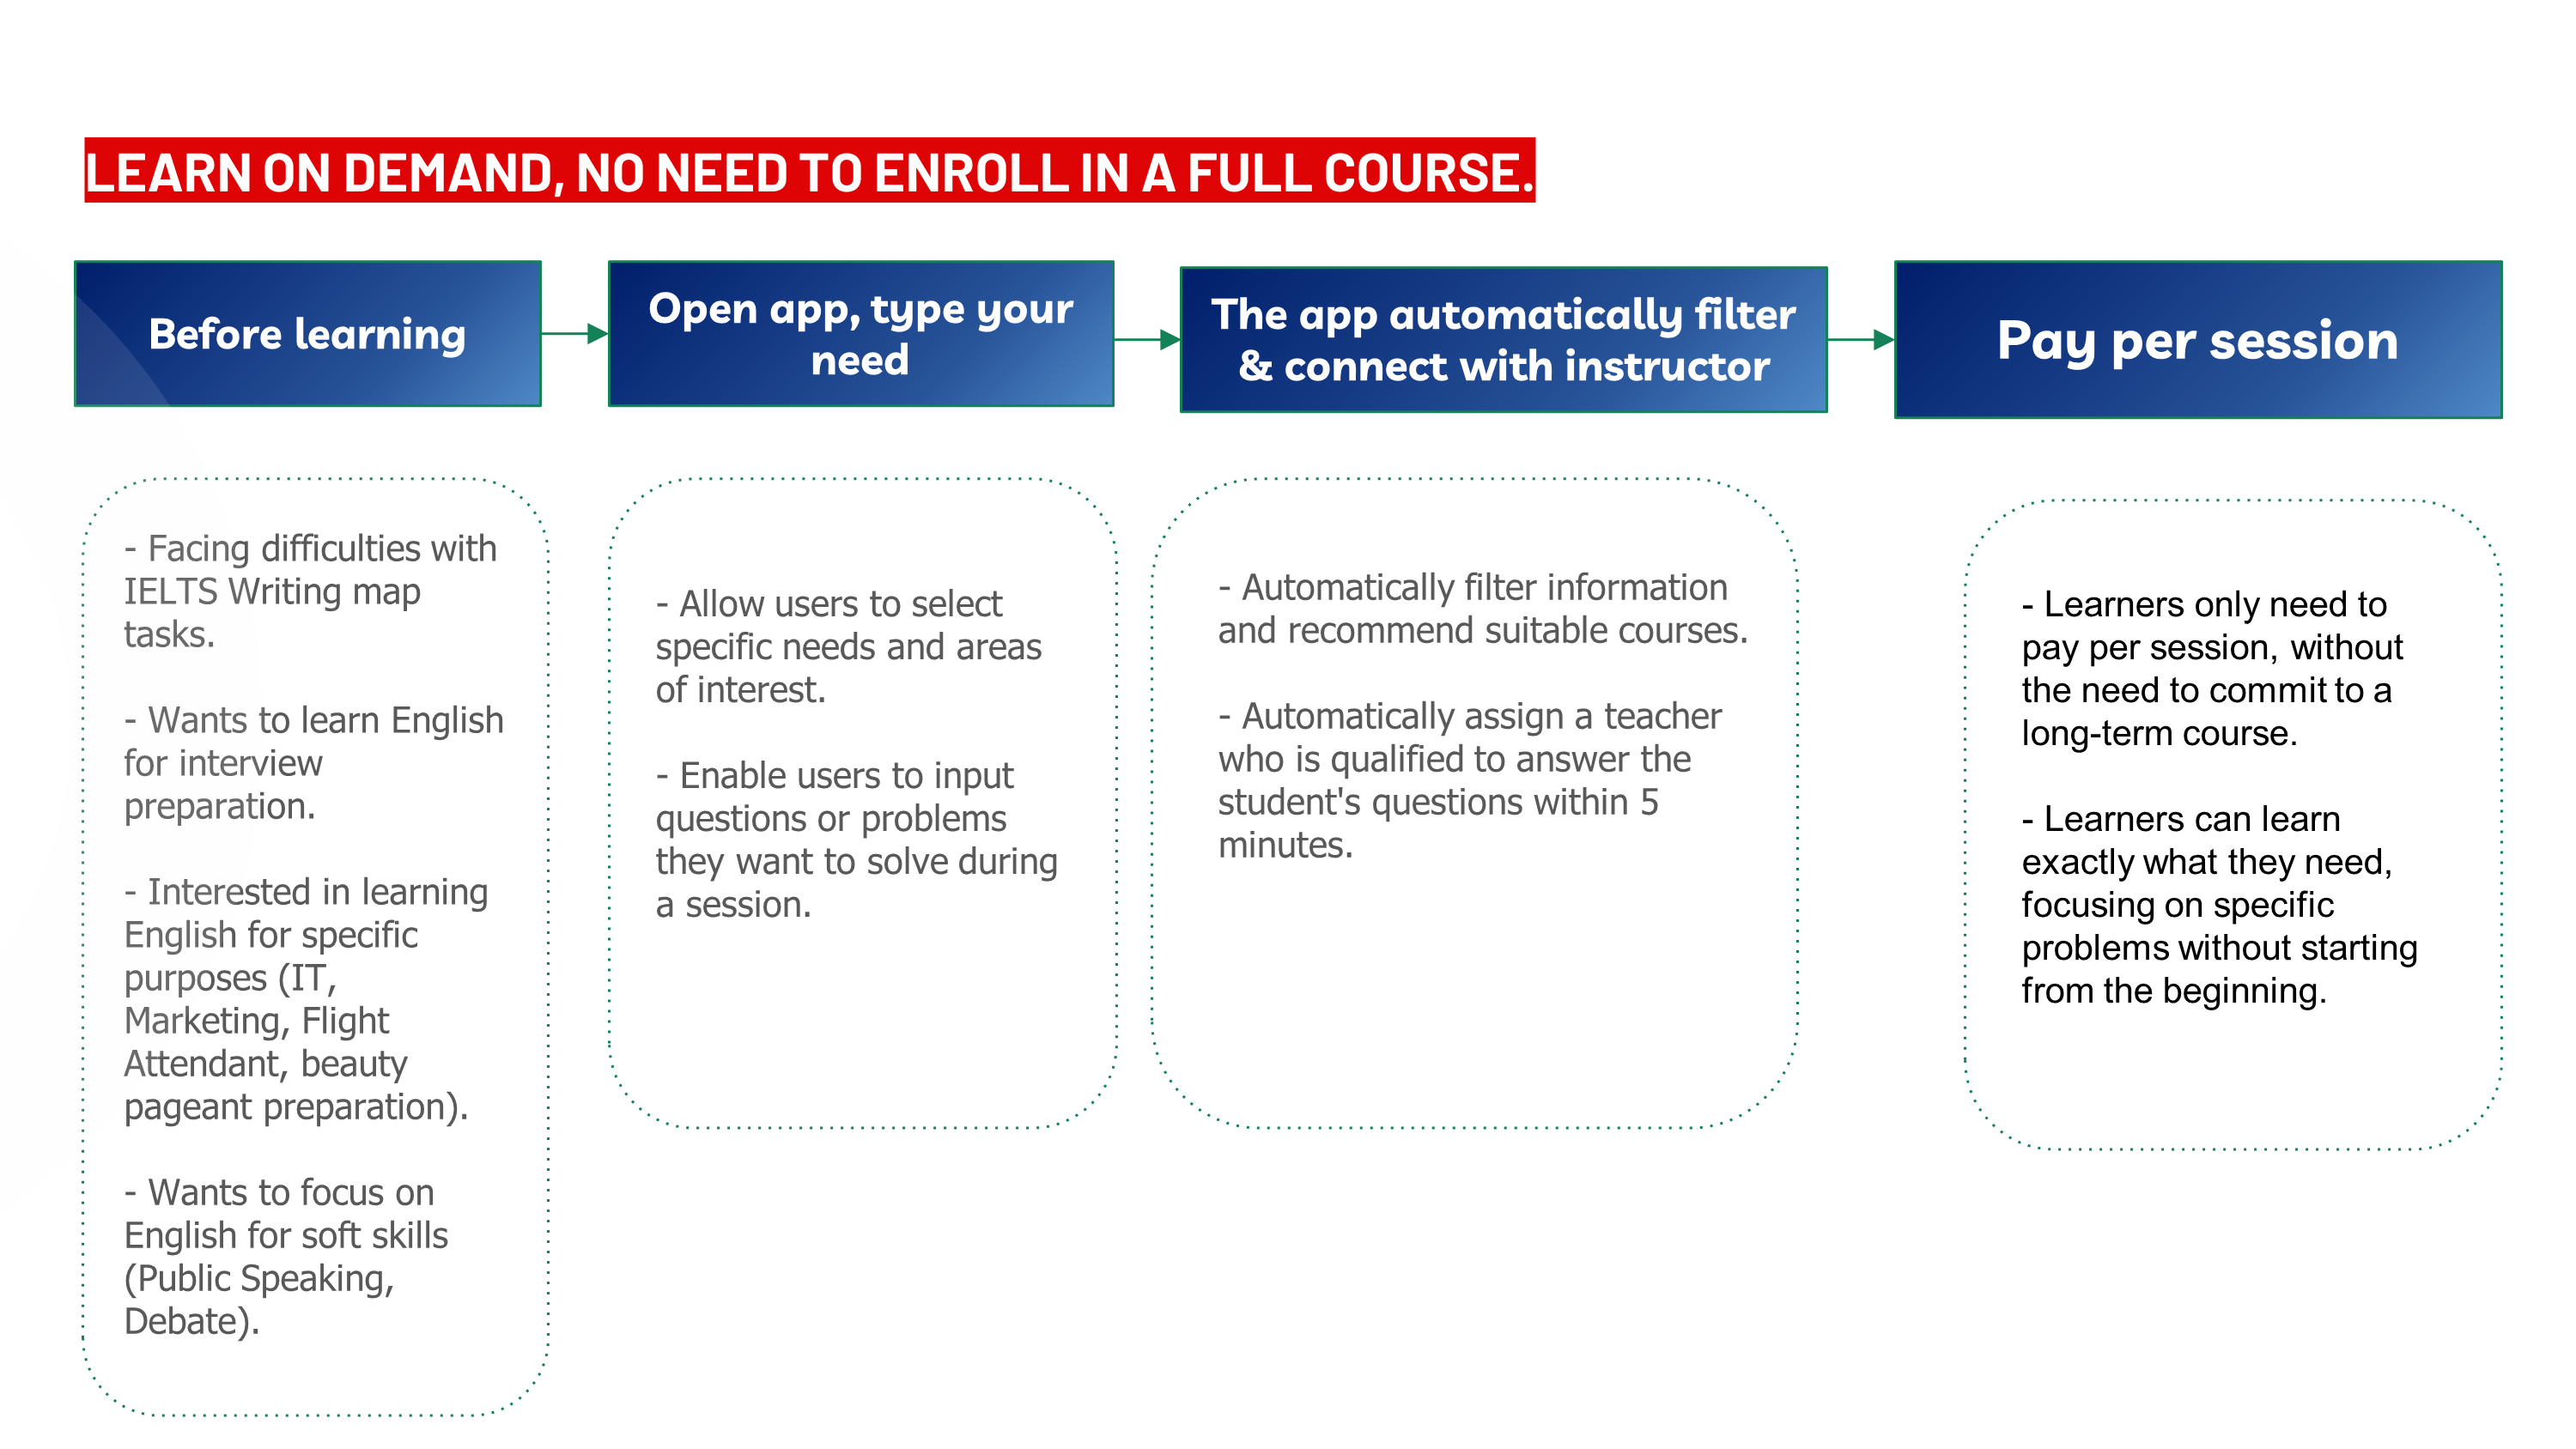 LEARN ON DEMAND, NO NEED TO ENROLL IN A FULL COURSE.
Before learning
Open app, type your
need
The app automatically filter
& connect with instructor
Pay per session
- Facing difficulties with
IELTS Writing map
tasks.
- Wants to learn English
for interview
preparation.
- Interested in learning
English for specific
purposes (IT,
Marketing, Flight
Attendant, beauty
pageant preparation).
- Wants to focus on
English for soft skills
(Public Speaking,
Debate).
- Allow users to select
specific needs and areas
of interest.
- Enable users to input
questions or problems
they want to solve during
a session.
- Automatically filter information
and recommend suitable courses.
- Automatically assign a teacher
who is qualified to answer the
student's questions within 5
minutes.
- Learners only need to
pay per session, without
the need to commit to a
long-term course.
- Learners can learn
exactly what they need,
focusing on specific
problems without starting
from the beginning.